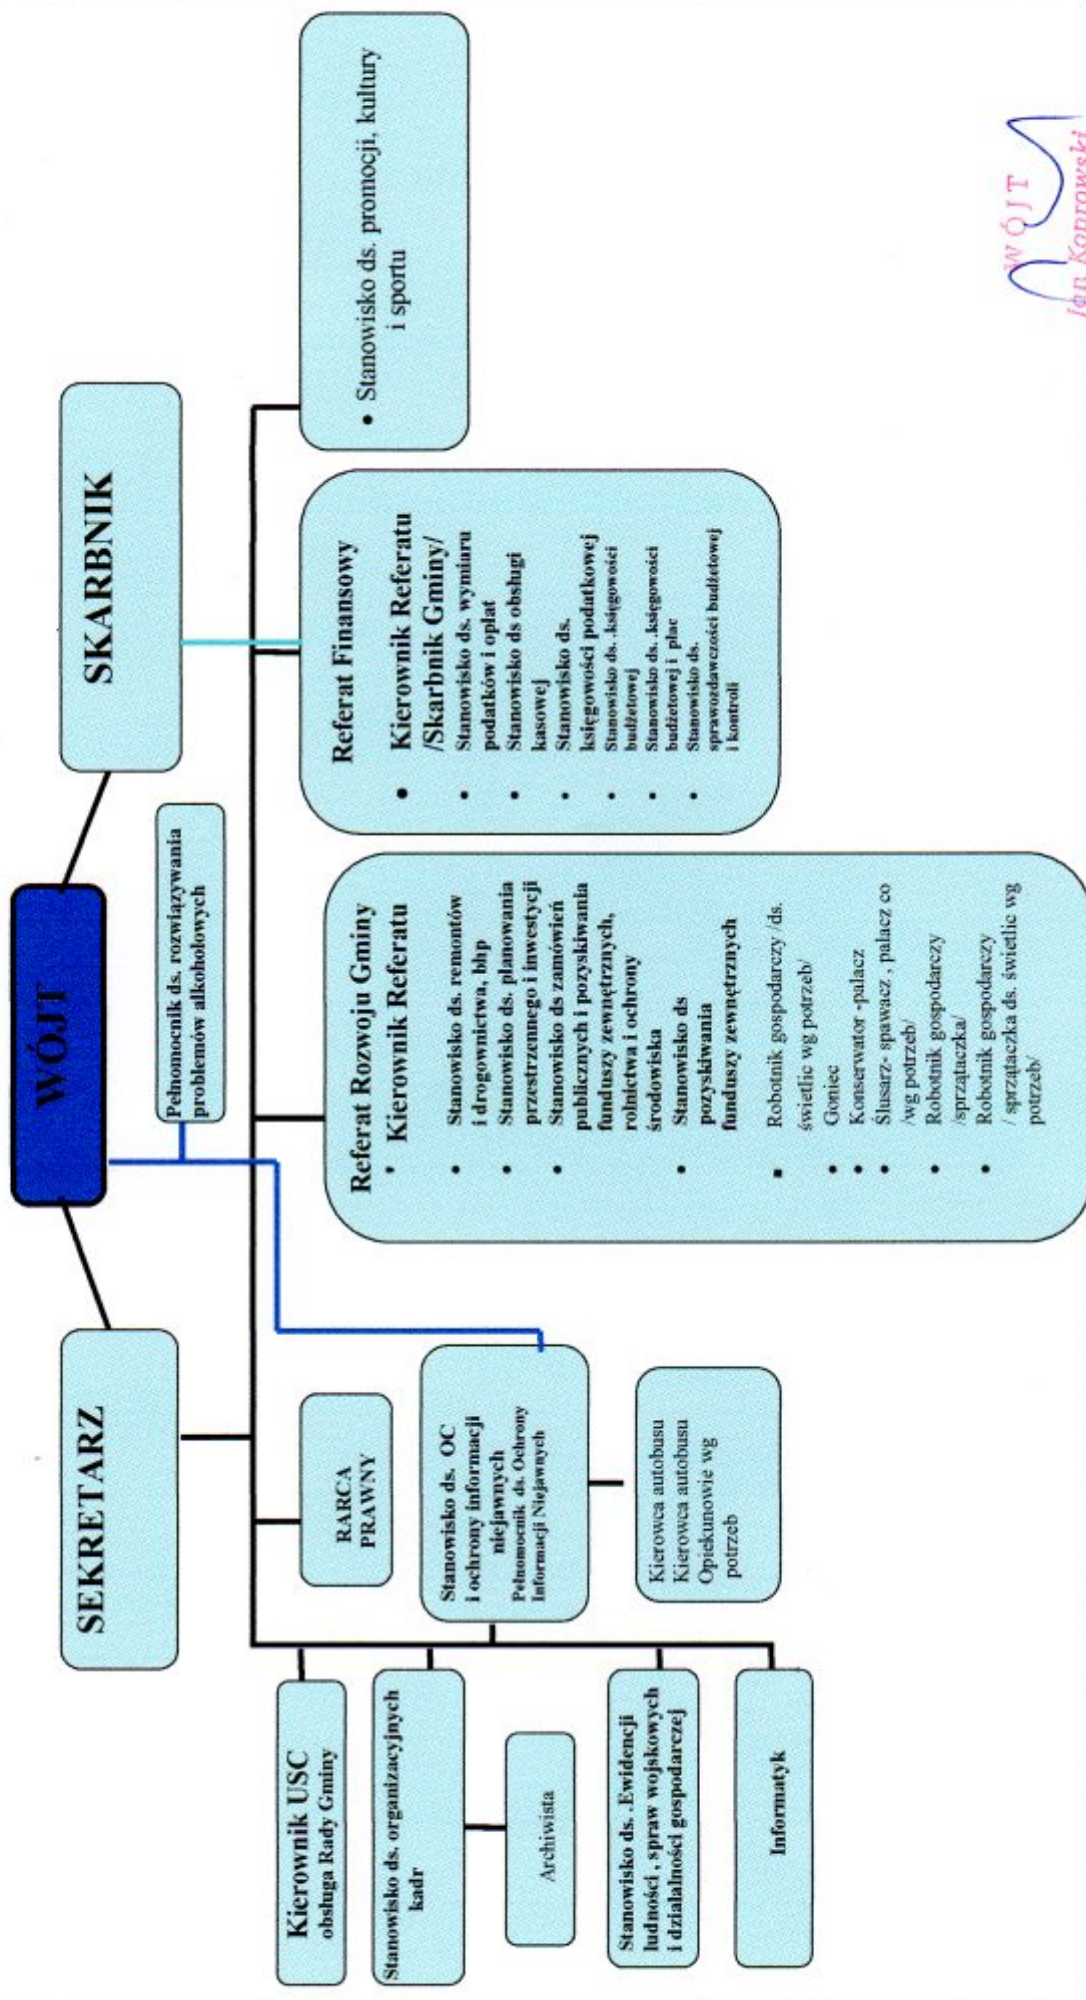 WÓJT
SEKRETARZ
SKARBNIK
Pełnomocnik ds. rozwiązywania
problemów alkoholowych
Kierownik USC
obsługa Rady Gminy
Stanowisko ds. organizacyjnych
kadr
Archiwista
Stanowisko ds. .Ewidencji
ludności , spraw wojskowych
i działalności gospodarczej
Informatyk
RARCA
PRAWNY
Stanowisko ds. OC
i ochrony informacji
niejawnych
Pełnomocnik ds. Ochrony
Informacji Niejawnych
Kierowca autobusu
Kierowca autobusu
Opiekunowie wg
potrzeb
Referat Rozwoju Gminy
• Kierownik Referatu
• Stanowisko ds. remontów
i drogownictwa, bhp
• Stanowisko ds. planowania
przestrzennego i inwestycji
• Stanowisko ds zamówień
publicznych i pozyskiwania
funduszy zewnętrznych,
rolnictwa i ochrony
środowiska
• Stanowisko ds
pozyskiwania
funduszy zewnętrznych
▪ Robotnik gospodarczy /ds.
świetlic wg potrzeb/
• Goniec
• Konserwator -palacz
• Ślusarz- spawacz , palacz co
/wg potrzeb/
• Robotnik gospodarczy
/sprzątaczka/
• Robotnik gospodarczy
/ sprzątaczka ds. świetlic wg
potrzeb/
Referat Finansowy
• Kierownik Referatu
/Skarbnik Gminy/
• Stanowisko ds. wymiaru
podatków i opłat
• Stanowisko ds obsługi
kasowej
• Stanowisko ds.
księgowości podatkowej
• Stanowisko ds. .księgowości
budżetowej
• Stanowisko ds. .księgowości
budżetowej i płac
• Stanowisko ds.
sprawozdawczości budżetowej
i kontroli
• Stanowisko ds. promocji, kultury
i sportu
WÓJT
Jan Koprowski